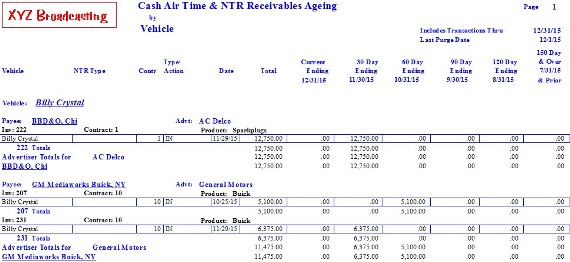 XYZ Broadcasting
Cash Air Time & NTR Receivables Ageing
by
Vehicle
Page 1
Includes Transactions Thru 12/31/15
Last Purge Date 12/1/15
Vehicle NTR Type Contr Type/ Action Date Total Current Ending 12/31/15 30 Day Ending 11/30/15 60 Day Ending 10/31/15 90 Day Ending 9/30/15 120 Day Ending 8/31/15 150 Day & Over 7/31/15 & Prior
Vehicle: Billy Crystal
Payee: BBD&O, Chi Advt: AC Delco
Inv: 222 Contract: 1 Product: Sparkplugs
Billy Crystal 1 IN 11/29/15 12,750.00 .00 12,750.00 .00 .00 .00 .00
222 Totals 12,750.00 .00 12,750.00 .00 .00 .00 .00
Advertiser Totals for AC Delco 12,750.00 .00 12,750.00 .00 .00 .00 .00
BBD&O, Chi 12,750.00 .00 12,750.00 .00 .00 .00 .00
Payee: GM Mediaworks Buick, NY Advt: General Motors
Inv: 207 Contract: 10 Product: Buick
Billy Crystal 10 IN 10/25/15 5,100.00 .00 .00 5,100.00 .00 .00 .00
207 Totals 5,100.00 .00 .00 5,100.00 .00 .00 .00
Inv: 231 Contract: 10 Product: Buick
Billy Crystal 10 IN 11/29/15 6,375.00 .00 6,375.00 .00 .00 .00 .00
231 Totals 6,375.00 .00 6,375.00 .00 .00 .00 .00
Advertiser Totals for General Motors 11,475.00 .00 6,375.00 5,100.00 .00 .00 .00
GM Mediaworks Buick, NY 11,475.00 .00 6,375.00 5,100.00 .00 .00 .00